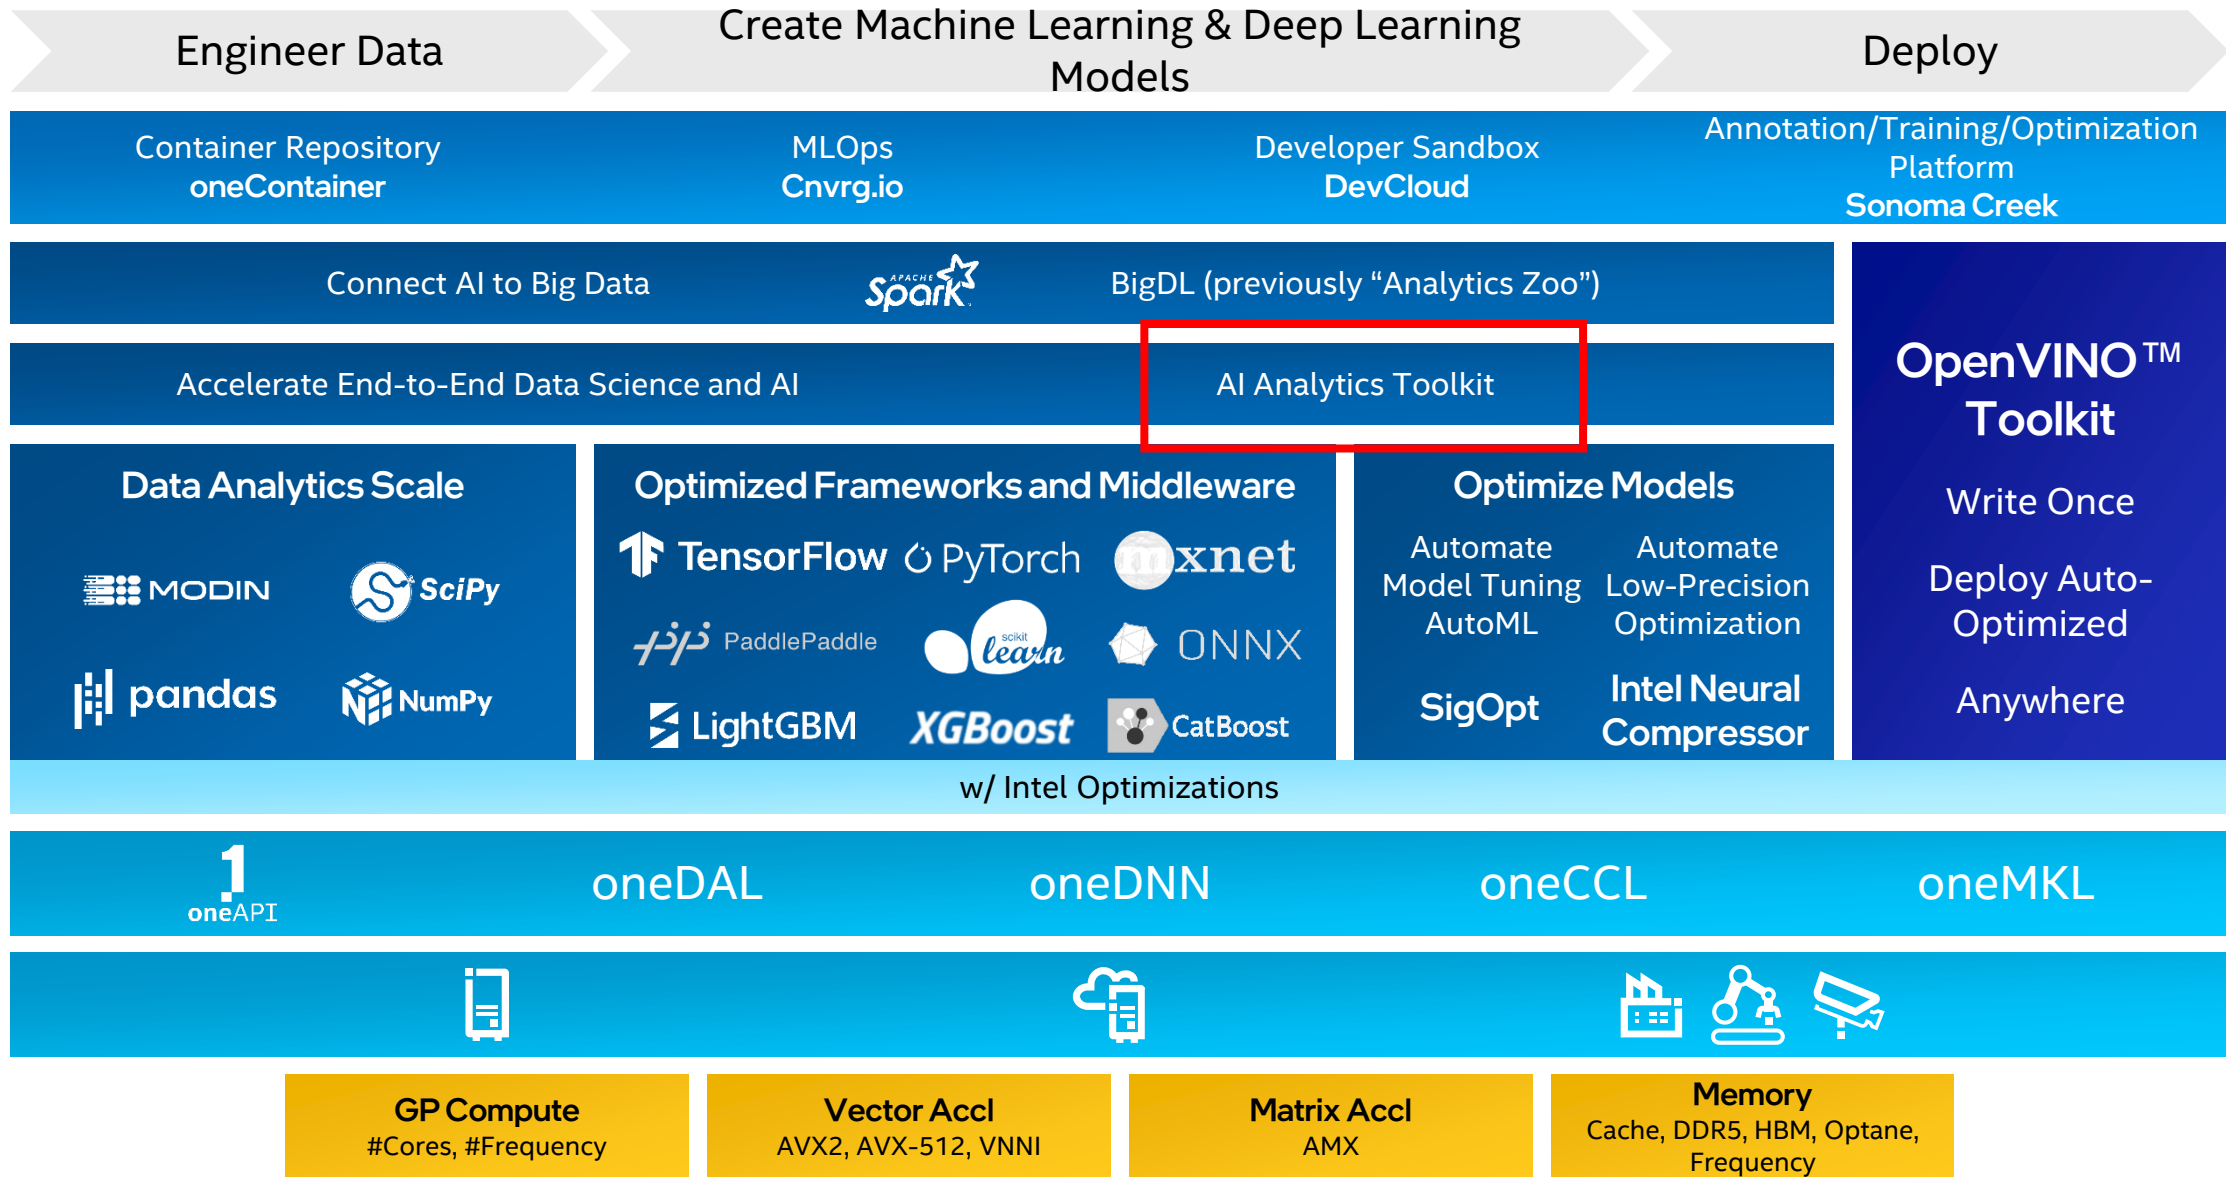 Engineer Data
Create Machine Learning & Deep Learning
Models
Deploy
Container Repository
oneContainer
MLOps
Cnvrg.io
Developer Sandbox
DevCloud
Annotation/Training/Optimization
Platform
Sonoma Creek
Connect AI to Big Data
APACHE
Spark
BigDL (previously “Analytics Zoo”)
Accelerate End-to-End Data Science and AI
AI Analytics Toolkit
OpenVINO™
Toolkit
Write Once
Deploy Auto-
Optimized
Anywhere
Data Analytics Scale
MODIN
SciPy
pandas
NumPy
Optimized Frameworks and Middleware
TensorFlow
PyTorch
mxnet
PaddlePaddle
scikit
learn
ONNX
LightGBM
XGBoost
CatBoost
Optimize Models
Automate
Model Tuning
AutoML
SigOpt
Automate
Low-Precision
Optimization
Intel Neural
Compressor
w/ Intel Optimizations
1
oneAPI
oneDAL
oneDNN
oneCCL
oneMKL
GP Compute
#Cores, #Frequency
Vector Accl
AVX2, AVX-512, VNNI
Matrix Accl
AMX
Memory
Cache, DDR5, HBM, Optane,
Frequency